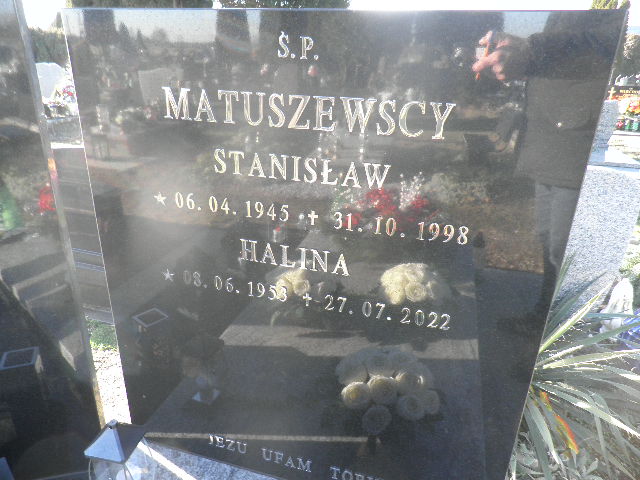 Ś.P.
MATUSZEWSCY
STANISŁAW
* 06.04.1945 + 31.10.1998
HALINA
* 08.06.1953 + 27.07.2022
JEZU UFAM